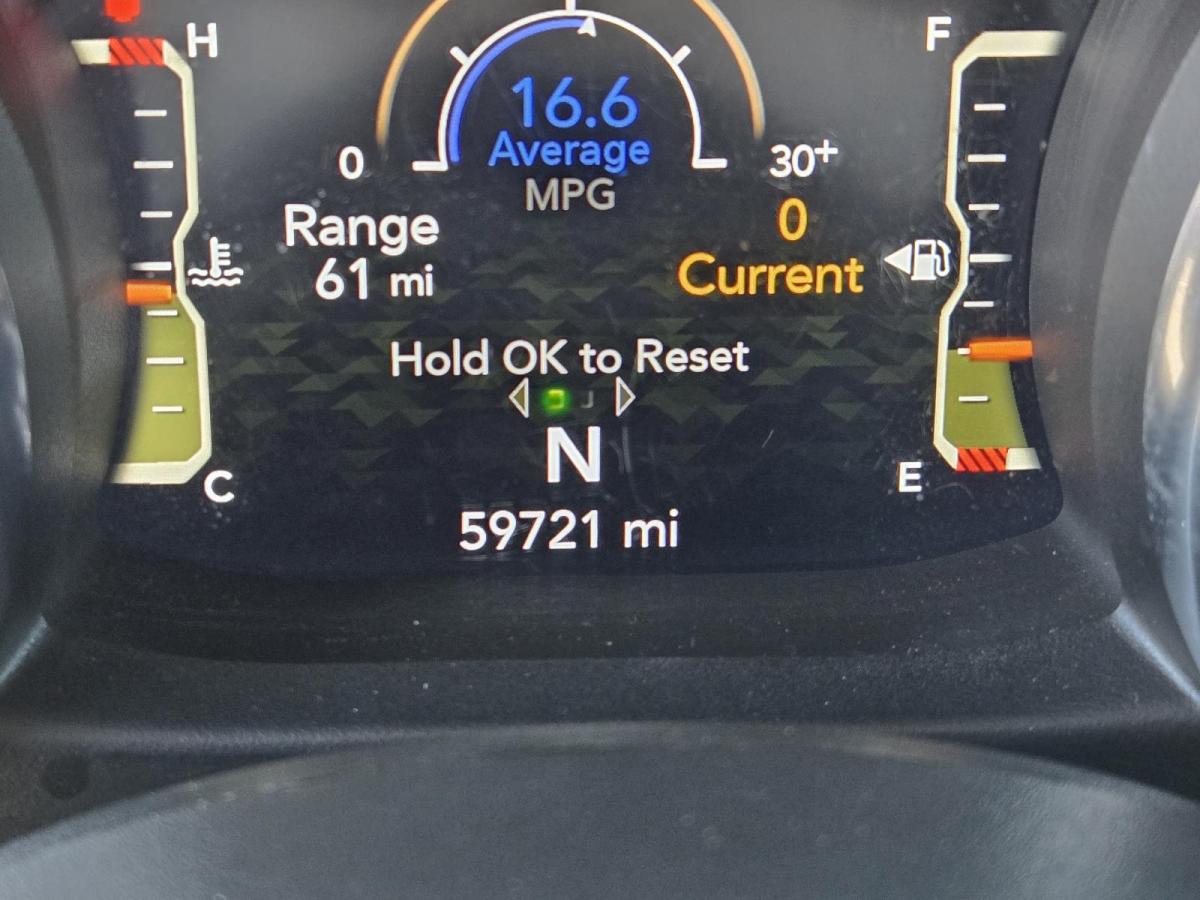 H
F
16.6
Average
MPG
0
30+
Range
61 mi
0
Current
Hold OK to Reset
N
C
E
59721 mi